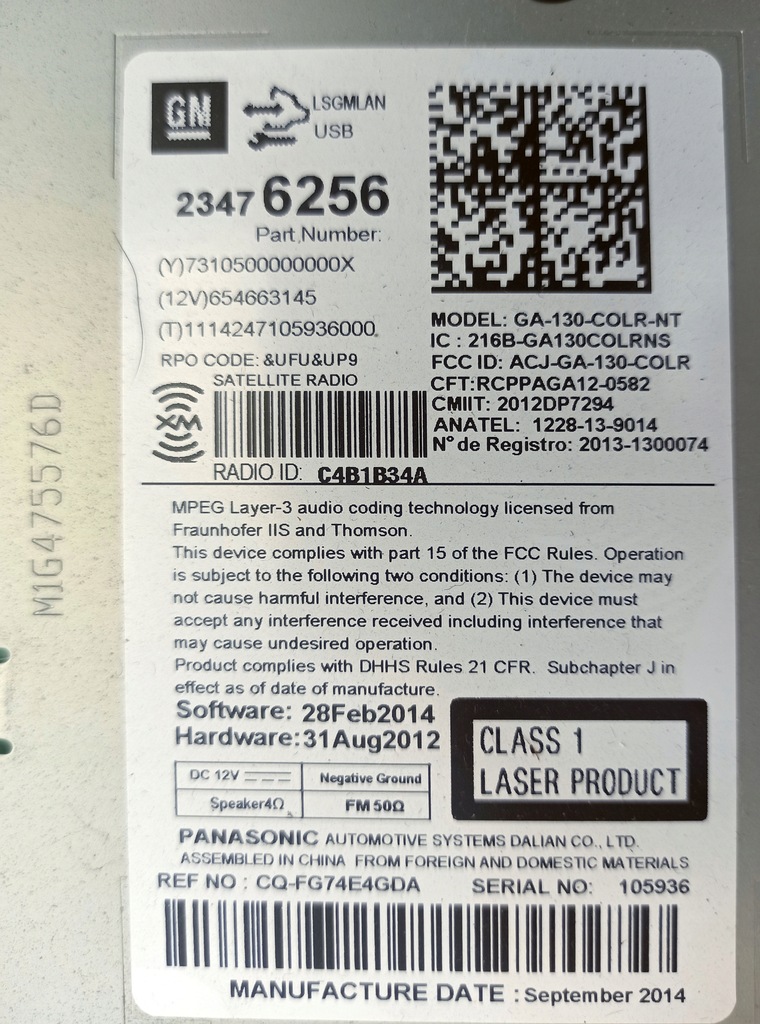 GM
LSGMLAN
USB
2347 6256
Part Number:
(Y)7310500000000X
(12V)654663145
(T)1114247105936000
RPO CODE: &UFU&UP9
SATELLITE RADIO
XM
RADIO ID: C4B1B34A
MODEL: GA-130-COLR-NT
IC : 216B-GA130COLRNS
FCC ID: ACJ-GA-130-COLR
CFT:RCPPAGA12-0582
CMIIT: 2012DP7294
ANATEL: 1228-13-9014
N° de Registro: 2013-1300074
MPEG Layer-3 audio coding technology licensed from
Fraunhofer IIS and Thomson.
This device complies with part 15 of the FCC Rules. Operation
is subject to the following two conditions: (1) The device may
not cause harmful interference, and (2) This device must
accept any interference received including interference that
may cause undesired operation.
Product complies with DHHS Rules 21 CFR. Subchapter J in
effect as of date of manufacture.
Software: 28Feb2014
Hardware:31Aug2012
CLASS 1
LASER PRODUCT
DC 12V
Negative Ground
Speaker4Ω
FM 50Ω
PANASONIC AUTOMOTIVE SYSTEMS DALIAN CO., LTD.
ASSEMBLED IN CHINA FROM FOREIGN AND DOMESTIC MATERIALS
REF NO : CQ-FG74E4GDA SERIAL NO: 105936
MANUFACTURE DATE : September 2014
M1G475576D